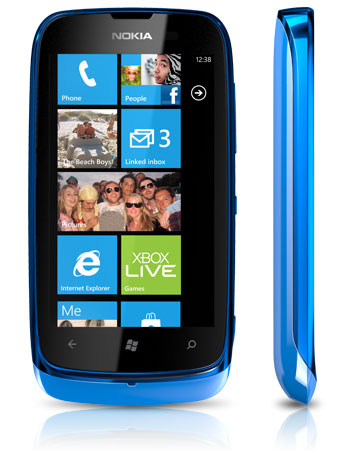 NOKIA
12:38
Phone
People
f
The Beach Boys!
3
Linked inbox
Pictures
Internet Explorer
XBOX
LIVE
Games
Me